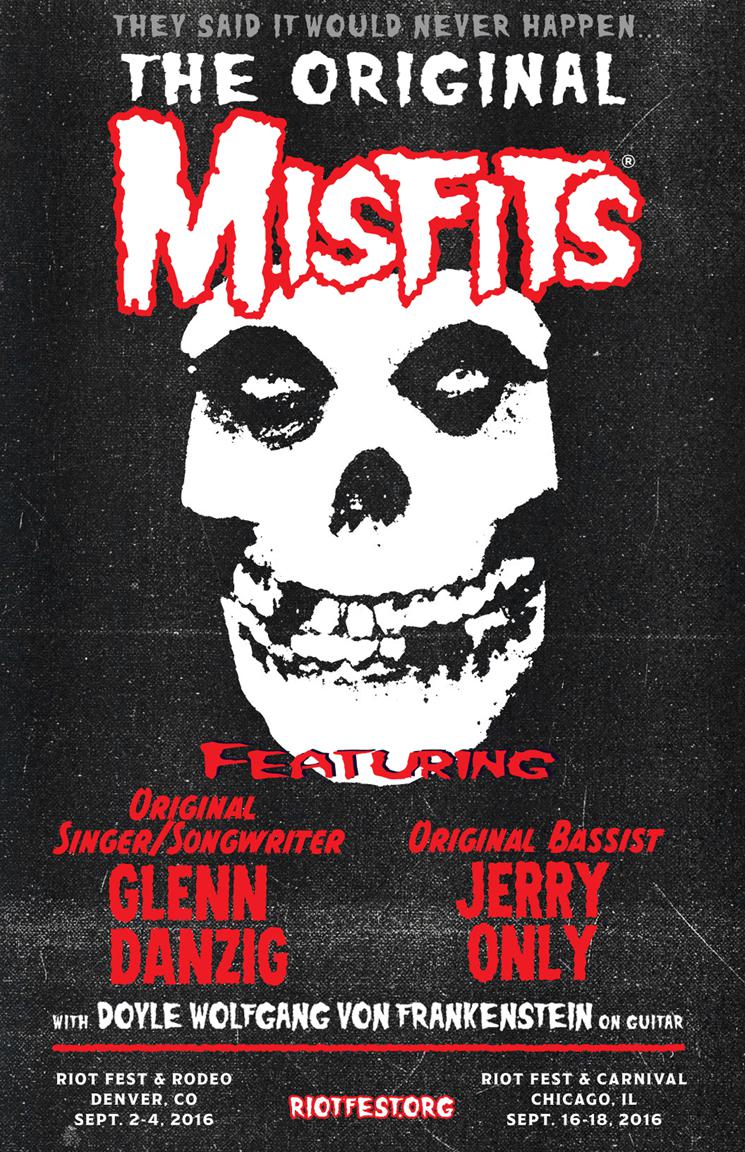 THEY SAID IT WOULD NEVER HAPPEN...
THE ORIGINAL
MISFITS®
FEATURING
ORIGINAL
SINGER/SONGWRITER
GLENN
DANZIG
ORIGINAL BASSIST
JERRY
ONLY
WITH DOYLE WOLFGANG VON FRANKENSTEIN ON GUITAR
RIOT FEST & RODEO
DENVER, CO
SEPT. 2-4, 2016
RIOTFEST.ORG
RIOT FEST & CARNIVAL
CHICAGO, IL
SEPT. 16-18, 2016